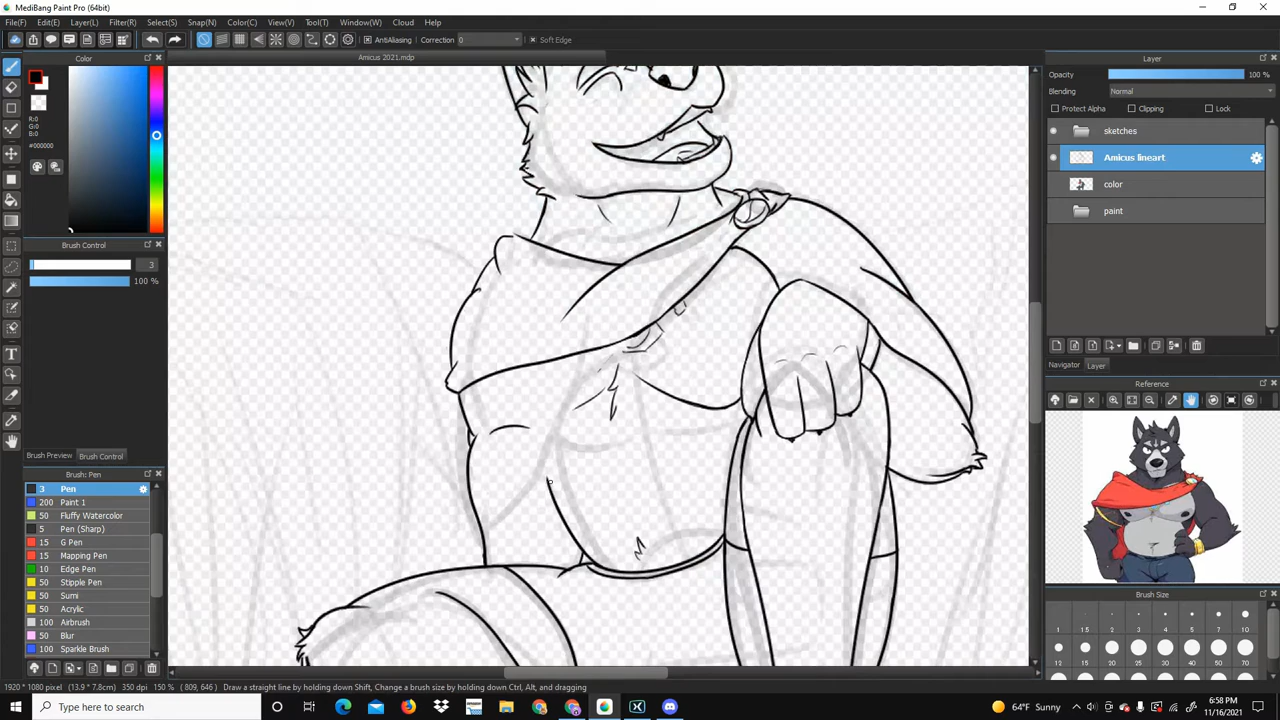 MediBang Paint Pro (64bit)
File(F) Edit(E) Layer(L) Filter(R) Select(S) Snap(N) Color(C) View(V) Tool(T) Window(W) Cloud Help
AntiAliasing Correction 0 Soft Edge
Color
Amicus 2021.mdp
Layer
Opacity 100 %
Blending Normal
Protect Alpha Clipping Lock
sketches
Amicus lineart
color
paint
R:0
G:0
B:0
#000000
Brush Control
3
100 %
Navigator Layer
Reference
Brush Preview Brush Control
Brush: Pen
3 Pen
200 Paint 1
50 Fluffy Watercolor
5 Pen (Sharp)
15 G Pen
15 Mapping Pen
10 Edge Pen
50 Stipple Pen
50 Sumi
50 Acrylic
100 Airbrush
50 Blur
100 Sparkle Brush
Brush Size
1 1.5 2 3 5 7 10
12 15 20 30 40 50 70
1920 * 1080 pixel (13.9 * 7.8cm) 350 dpi 150 % ( 809, 646 ) Draw a straight line by holding down Shift, Change a brush size by holding down Ctrl, Alt, and dragging
Type here to search
64°F Sunny
6:58 PM
11/16/2021